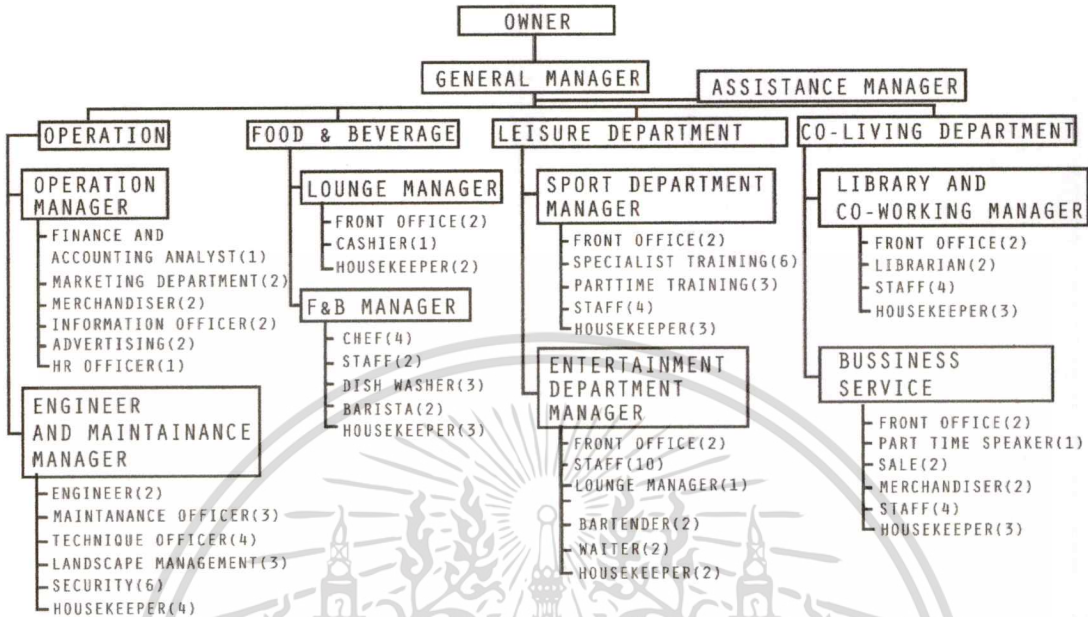 OWNER
GENERAL MANAGER
ASSISTANCE MANAGER
OPERATION
OPERATION
MANAGER
FINANCE AND
ACCOUNTING ANALYST(1)
MARKETING DEPARTMENT(2)
MERCHANDISER(2)
INFORMATION OFFICER(2)
ADVERTISING(2)
HR OFFICER(1)
ENGINEER
AND MAINTAINANCE
MANAGER
ENGINEER(2)
MAINTANANCE OFFICER(3)
TECHNIQUE OFFICER(4)
LANDSCAPE MANAGEMENT(3)
SECURITY(6)
HOUSEKEEPER(4)
FOOD & BEVERAGE
LOUNGE MANAGER
FRONT OFFICE(2)
CASHIER(1)
HOUSEKEEPER(2)
F&B MANAGER
CHEF(4)
STAFF(2)
DISH WASHER(3)
BARISTA(2)
HOUSEKEEPER(3)
LEISURE DEPARTMENT
SPORT DEPARTMENT
MANAGER
FRONT OFFICE(2)
SPECIALIST TRAINING(6)
PARTTIME TRAINING(3)
STAFF(4)
HOUSEKEEPER(3)
ENTERTAINMENT
DEPARTMENT
MANAGER
FRONT OFFICE(2)
STAFF(10)
LOUNGE MANAGER(1)
BARTENDER(2)
WAITER(2)
HOUSEKEEPER(2)
CO-LIVING DEPARTMENT
LIBRARY AND
CO-WORKING MANAGER
FRONT OFFICE(2)
LIBRARIAN(2)
STAFF(4)
HOUSEKEEPER(3)
BUSSINESS
SERVICE
FRONT OFFICE(2)
PART TIME SPEAKER(1)
SALE(2)
MERCHANDISER(2)
STAFF(4)
HOUSEKEEPER(3)